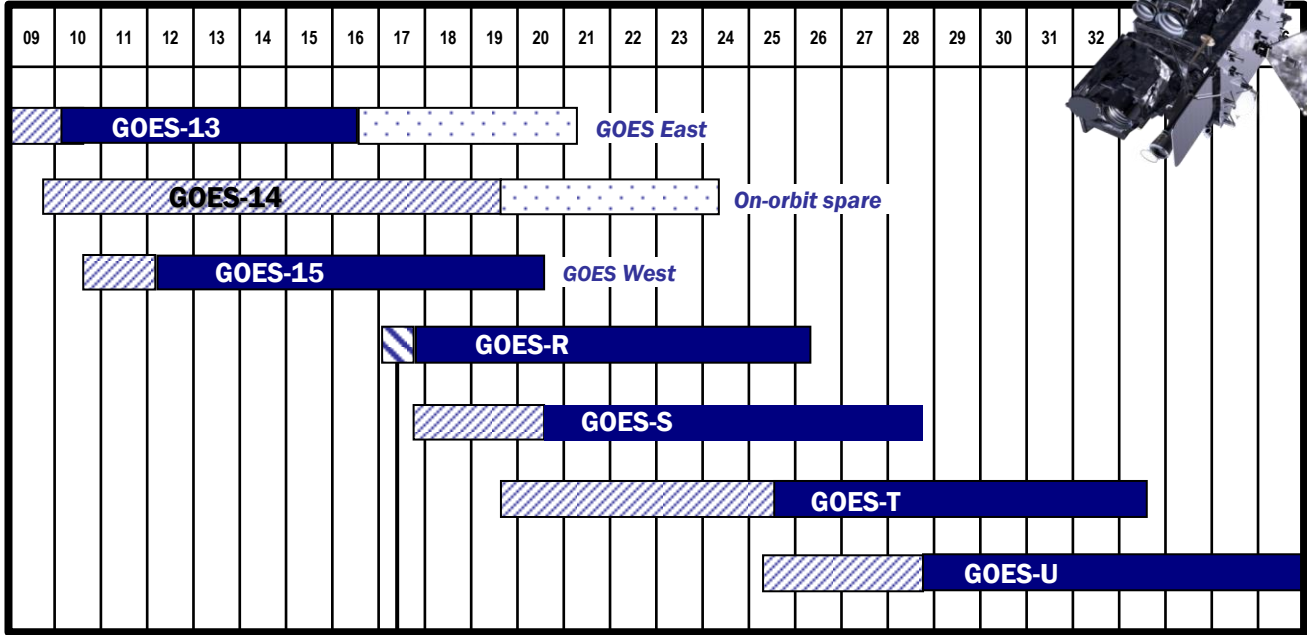 09 10 11 12 13 14 15 16 17 18 19 20 21 22 23 24 25 26 27 28 29 30 31 32
GOES-13 GOES East
GOES-14 On-orbit spare
GOES-15 GOES West
GOES-R
GOES-S
GOES-T
GOES-U